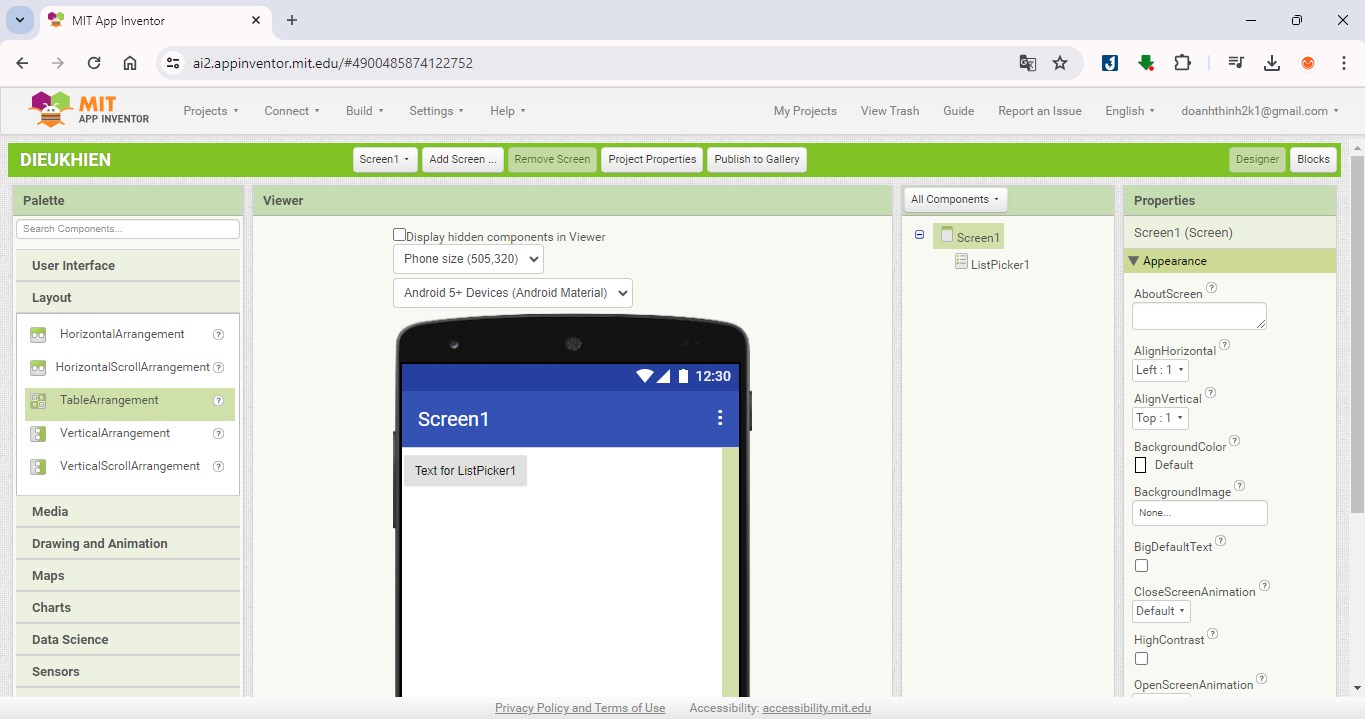 MIT App Inventor
ai2.appinventor.mit.edu/#4900485874122752
MIT
APP INVENTOR
Projects Connect Build Settings Help My Projects View Trash Guide Report an Issue English doanhthinh2k1@gmail.com
DIEUKHIEN Screen1 Add Screen ... Remove Screen Project Properties Publish to Gallery Designer Blocks
Palette
Search Components...
User Interface
Layout
HorizontalArrangement
HorizontalScrollArrangement
TableArrangement
VerticalArrangement
VerticalScrollArrangement
Media
Drawing and Animation
Maps
Charts
Data Science
Sensors
Viewer
Display hidden components in Viewer
Phone size (505,320)
Android 5+ Devices (Android Material)
12:30
Screen1
Text for ListPicker1
All Components
Screen1
ListPicker1
Properties
Screen1 (Screen)
Appearance
AboutScreen
AlignHorizontal
Left : 1
AlignVertical
Top : 1
BackgroundColor
Default
BackgroundImage
None...
BigDefaultText
CloseScreenAnimation
Default
HighContrast
OpenScreenAnimation
Privacy Policy and Terms of Use Accessibility: accessibility.mit.edu